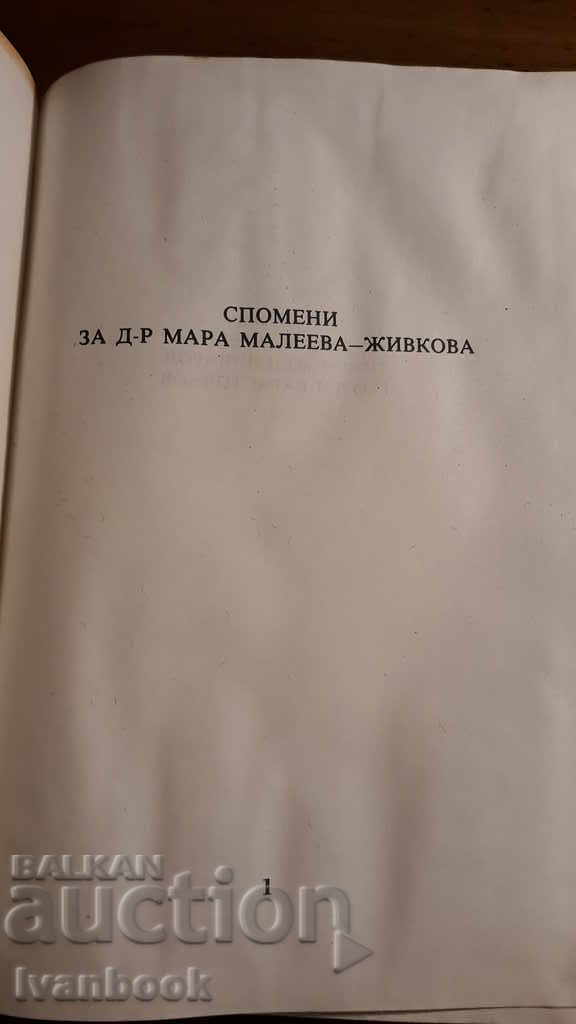 СПОМЕНИ
ЗА Д-Р МАРА МАЛЕЕВА—ЖИВКОВА
1
BALKAN
auction
Ivanbook